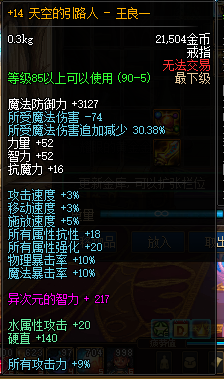 +14 天空的引路人 - 王良一
0.3kg 21,504金币
戒指
无法交易
等级85以上可以使用 (90-5) 最下级
魔法防御力 +3127
所受魔法伤害 -74
所受魔法伤害追加减少 30.38%
力量 +52
智力 +52
抗魔力 +16
攻击速度 +3%
移动速度 +3%
施放速度 +5%
所有属性抗性 +18
所有属性强化 +20
物理暴击率 +10%
魔法暴击率 +10%
异次元的智力 + 217
水属性攻击 +20
硬直 +140
所有攻击力 +9%